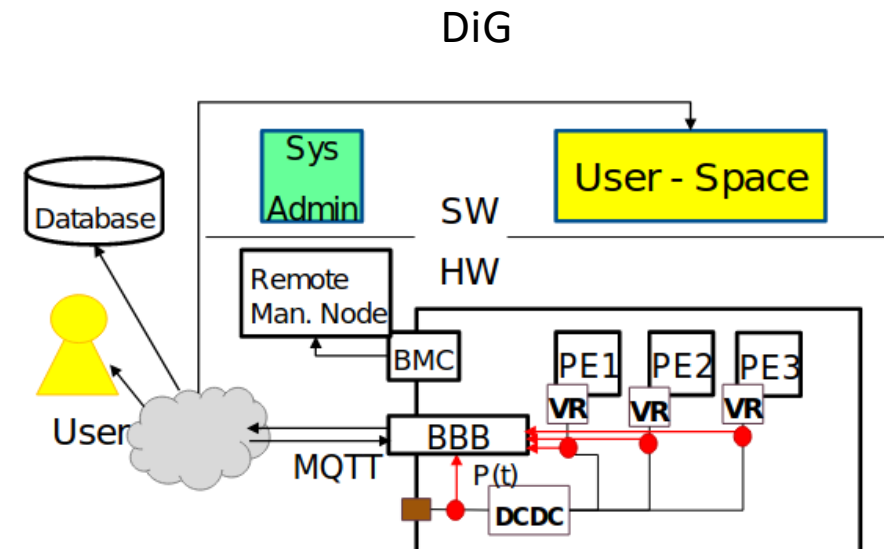 DiG
Sys
Admin
User - Space
Database
SW
HW
Remote
Man. Node
BMC
PE1
PE2
PE3
VR
VR
VR
User
BBB
MQTT
P(t)
DCDC